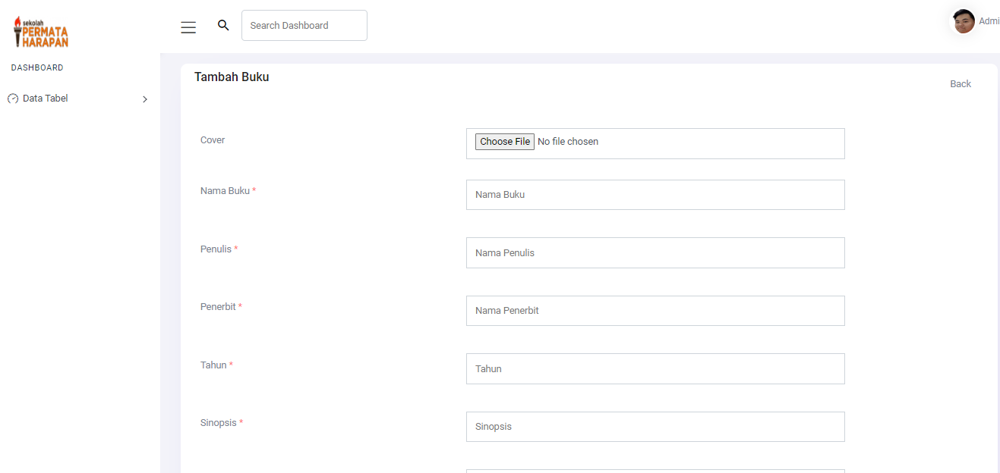 sekolah
PERMATA
HARAPAN
Search Dashboard
Admi
DASHBOARD
Data Tabel
Tambah Buku
Back
Cover
Choose File No file chosen
Nama Buku *
Nama Buku
Penulis *
Nama Penulis
Penerbit *
Nama Penerbit
Tahun *
Tahun
Sinopsis *
Sinopsis